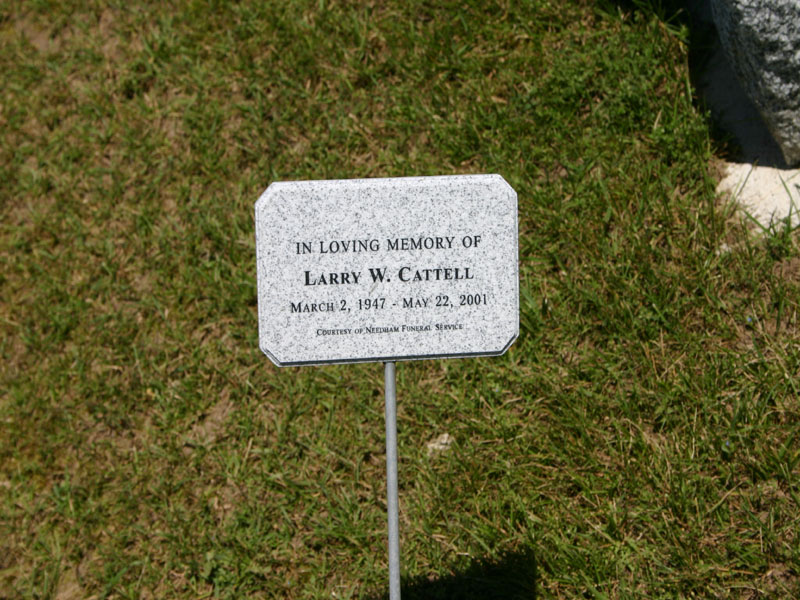 IN LOVING MEMORY OF
LARRY W. CATTELL
MARCH 2, 1947 - MAY 22, 2001
COURTESY OF NEEDHAM FUNERAL SERVICE